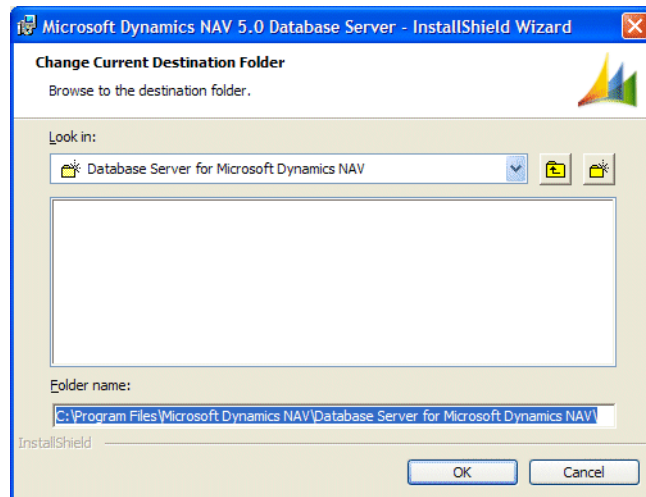 Microsoft Dynamics NAV 5.0 Database Server - InstallShield Wizard
Change Current Destination Folder
Browse to the destination folder.
Look in:
Database Server for Microsoft Dynamics NAV
Folder name:
C:\Program Files\Microsoft Dynamics NAV\Database Server for Microsoft Dynamics NAV\
InstallShield
OK Cancel